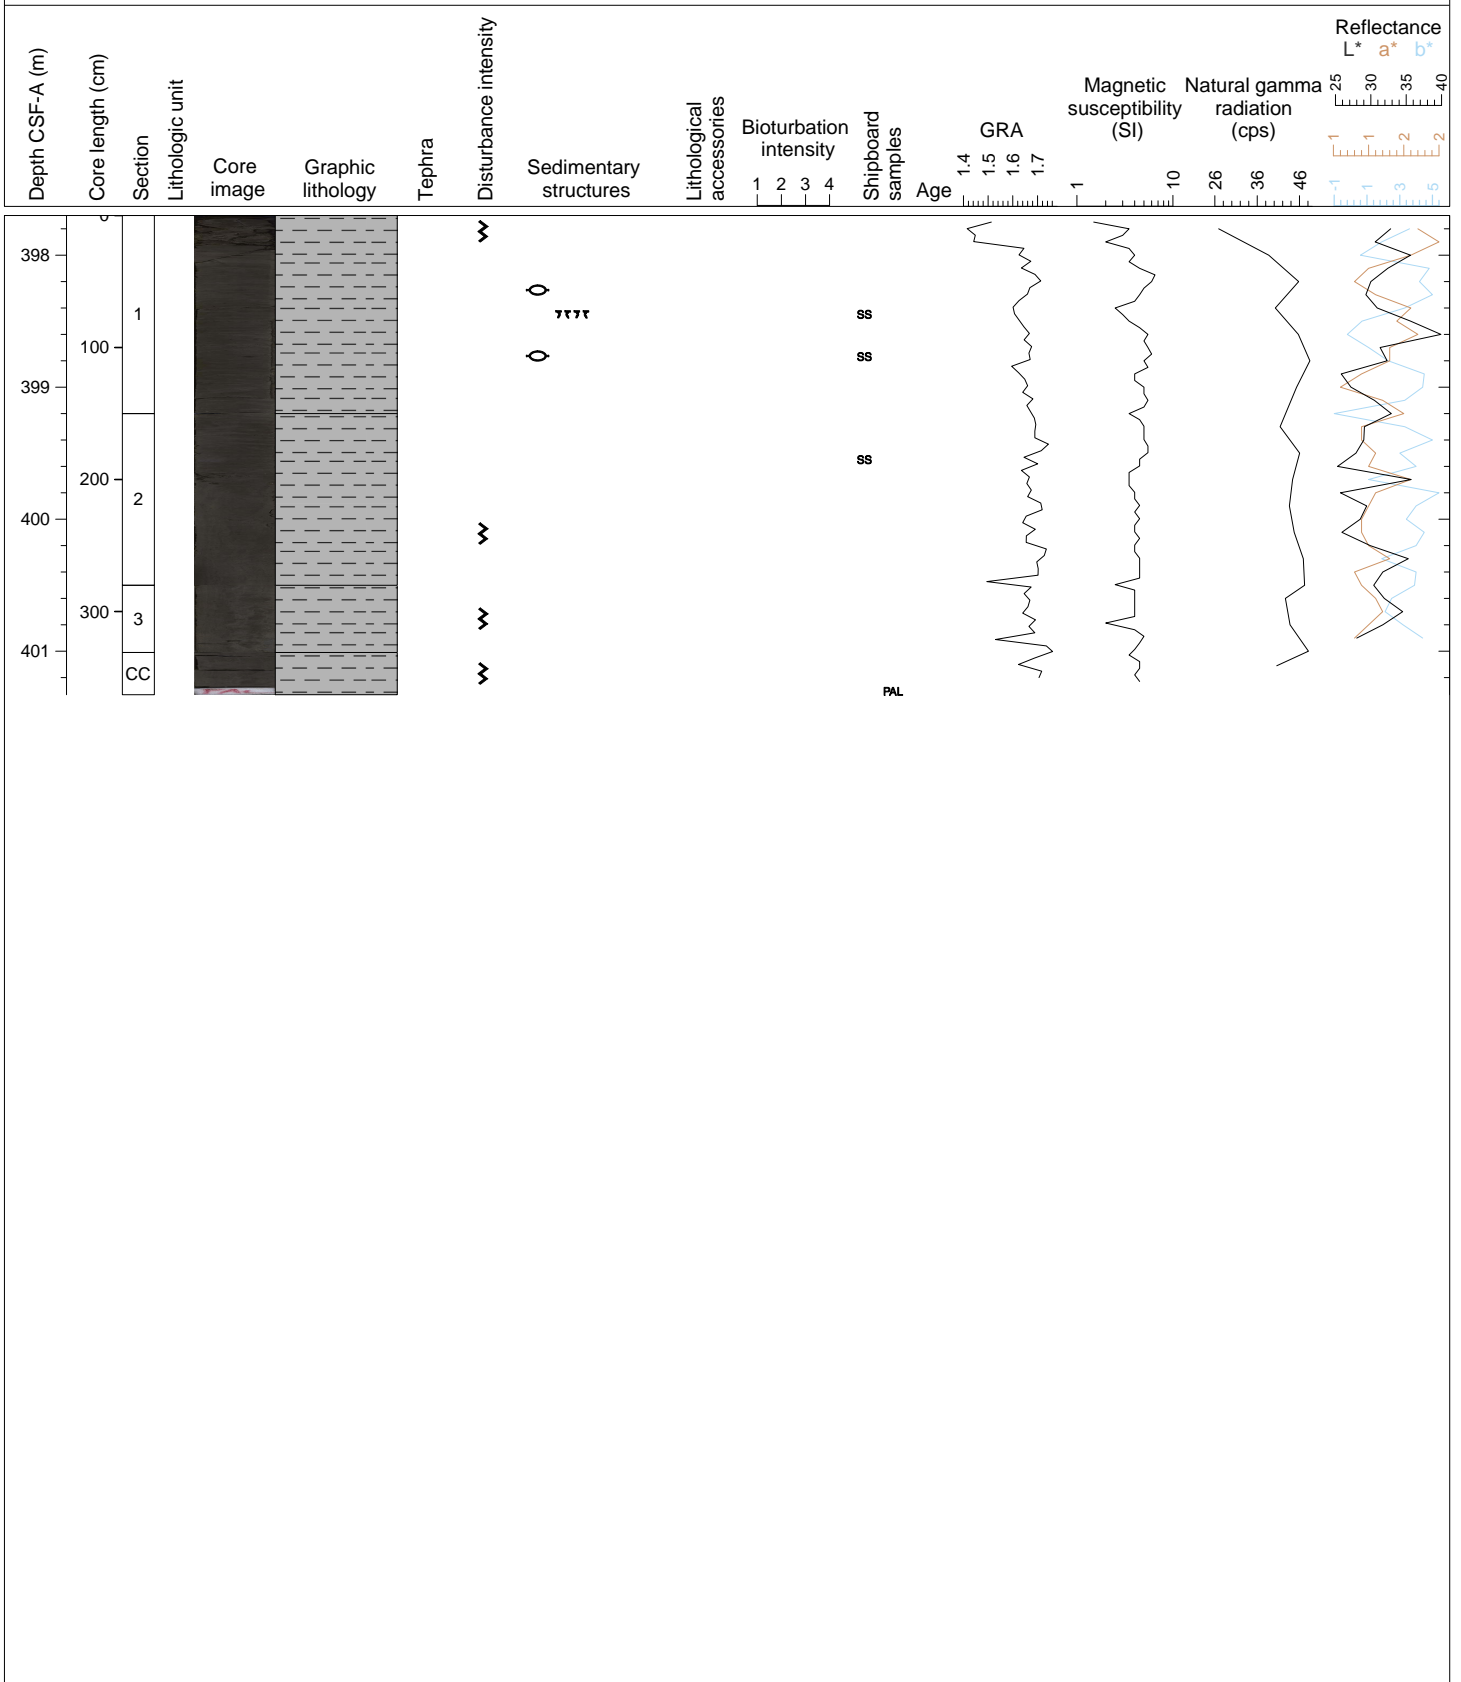 Depth CSF-A (m)
Core length (cm)
Section
Lithologic unit
Core
image
Graphic
lithology
Tephra
Disturbance intensity
Sedimentary
structures
Lithological
accessories
Bioturbation
intensity
1 2 3 4
Shipboard
samples
Age
GRA
1.4 1.5 1.6 1.7
Magnetic
susceptibility
(SI)
1 10
Natural gamma
radiation
(cps)
26 36 46
Reflectance
L* a* b*
25 30 35 40
1 1 2 2
-1 1 3 5
0
398
1
SS
100
SS
399
SS
200
2
400
300
3
401
CC
PAL